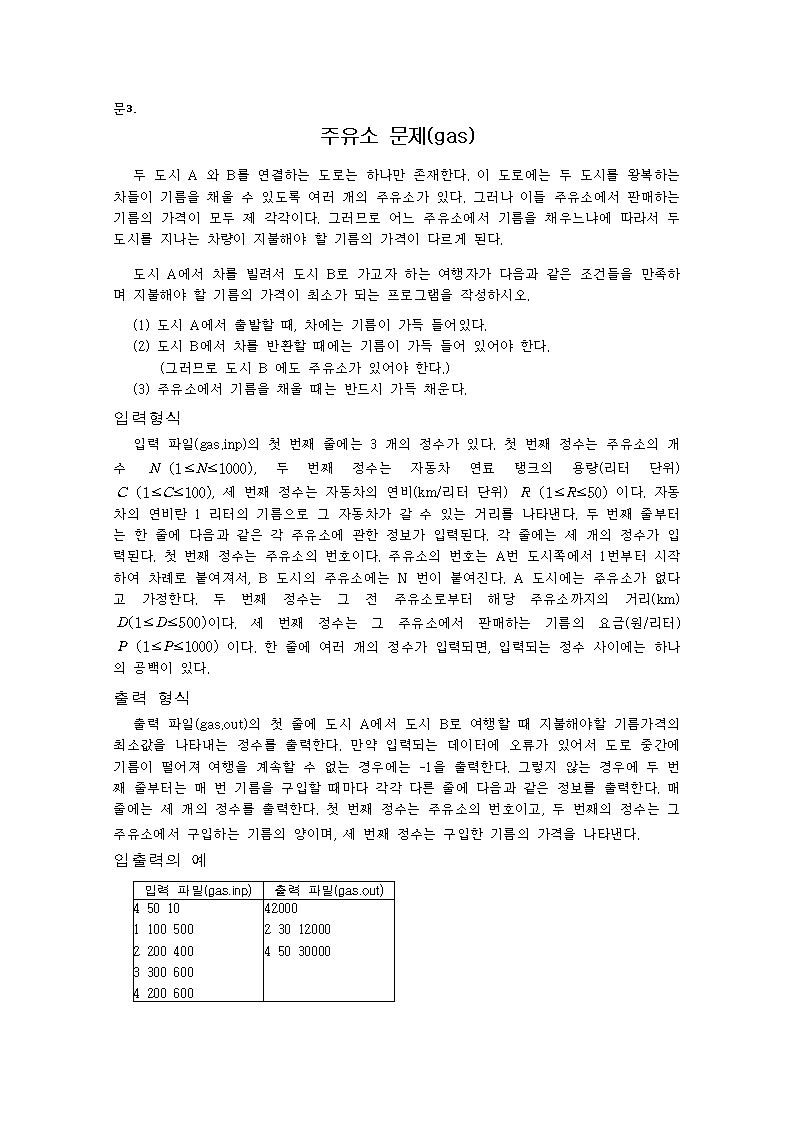 문3.
주유소 문제(gas)
두 도시 A 와 B를 연결하는 도로는 하나만 존재한다. 이 도로에는 두 도시를 왕복하는
차들이 기름을 채울 수 있도록 여러 개의 주유소가 있다. 그러나 이들 주유소에서 판매하는
기름의 가격이 모두 제 각각이다. 그러므로 어느 주유소에서 기름을 채우느냐에 따라서 두
도시를 지나는 차량이 지불해야 할 기름의 가격이 다르게 된다.
도시 A에서 차를 빌려서 도시 B로 가고자 하는 여행자가 다음과 같은 조건들을 만족하
며 지불해야 할 기름의 가격이 최소가 되는 프로그램을 작성하시오.
(1) 도시 A에서 출발할 때, 차에는 기름이 가득 들어있다.
(2) 도시 B에서 차를 반환할 때에는 기름이 가득 들어 있어야 한다.
(그러므로 도시 B 에도 주유소가 있어야 한다.)
(3) 주유소에서 기름을 채울 때는 반드시 가득 채운다.
입력형식
입력 파일(gas.inp)의 첫 번째 줄에는 3 개의 정수가 있다. 첫 번째 정수는 주유소의 개
수 N (1≤N≤1000), 두 번째 정수는 자동차 연료 탱크의 용량(리터 단위)
C (1≤C≤100), 세 번째 정수는 자동차의 연비(km/리터 단위) R (1≤R≤50) 이다. 자동
차의 연비란 1 리터의 기름으로 그 자동차가 갈 수 있는 거리를 나타낸다. 두 번째 줄부터
는 한 줄에 다음과 같은 각 주유소에 관한 정보가 입력된다. 각 줄에는 세 개의 정수가 입
력된다. 첫 번째 정수는 주유소의 번호이다. 주유소의 번호는 A번 도시쪽에서 1번부터 시작
하여 차례로 붙여져서, B 도시의 주유소에는 N 번이 붙여진다. A 도시에는 주유소가 없다
고 가정한다. 두 번째 정수는 그 전 주유소로부터 해당 주유소까지의 거리(km)
D(1≤D≤500)이다. 세 번째 정수는 그 주유소에서 판매하는 기름의 요금(원/리터)
P (1≤P≤1000) 이다. 한 줄에 여러 개의 정수가 입력되면, 입력되는 정수 사이에는 하나
의 공백이 있다.
출력 형식
출력 파일(gas.out)의 첫 줄에 도시 A에서 도시 B로 여행할 때 지불해야할 기름가격의
최소값을 나타내는 정수를 출력한다. 만약 입력되는 데이터에 오류가 있어서 도로 중간에
기름이 떨어져 여행을 계속할 수 없는 경우에는 -1을 출력한다. 그렇지 않는 경우에 두 번
째 줄부터는 매 번 기름을 구입할 때마다 각각 다른 줄에 다음과 같은 정보를 출력한다. 매
줄에는 세 개의 정수를 출력한다. 첫 번째 정수는 주유소의 번호이고, 두 번째의 정수는 그
주유소에서 구입하는 기름의 양이며, 세 번째 정수는 구입한 기름의 가격을 나타낸다.
입출력의 예
입력 파일(gas.inp) 출력 파일(gas.out)
4 50 10 42000
1 100 500 2 30 12000
2 200 400 4 50 30000
3 300 600
4 200 600